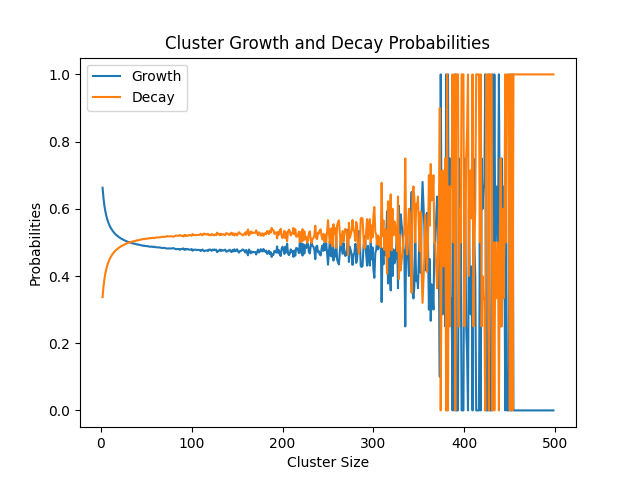 Cluster Growth and Decay Probabilities
Growth
Decay
1.0
0.8
0.6
0.4
0.2
0.0
Probabilities
0
100
200
300
400
500
Cluster Size